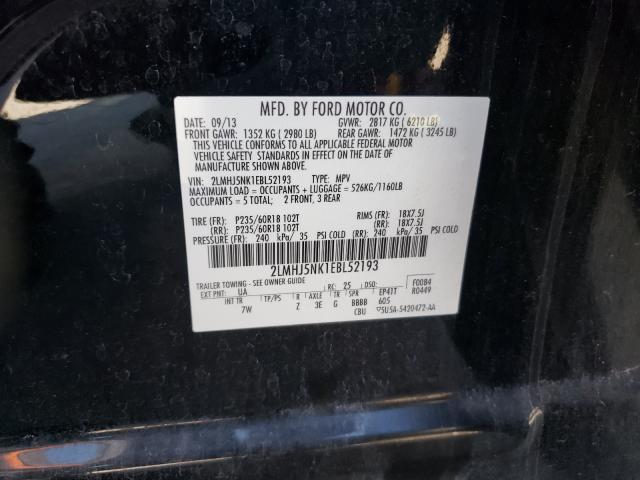 MFD. BY FORD MOTOR CO.
DATE: 09/13 GVWR: 2817 KG ( 6210 LB)
FRONT GAWR: 1352 KG ( 2980 LB) REAR GAWR: 1472 KG ( 3245 LB)
THIS VEHICLE CONFORMS TO ALL APPLICABLE FEDERAL MOTOR
VEHICLE SAFETY STANDARDS IN EFFECT ON THE DATE OF
MANUFACTURE SHOWN ABOVE.
VIN: 2LMHJ5NK1EBL52193 TYPE: MPV
MAXIMUM LOAD = OCCUPANTS + LUGGAGE = 526KG/1160LB
OCCUPANTS = 5 TOTAL; 2 FRONT, 3 REAR
TIRE (FR): P235/60R18 102T (FR): 18X7.5J
(RR): P235/60R18 102T (RR): 18X7.5J
PRESSURE (FR): 240 kPa/ 35 PSI COLD (RR): 240 kPa/ 35 PSI COLD
2LMHJ5NK1EBL52193
TRAILER TOWING - SEE OWNER GUIDE
EXT PNT: UA RC: 25 DSO: F0084
INT TR TP/PS R AXLE TR SPR EP41T R0449
7W Z 3E G BBBB 605
CBU 5U5A-5420472-AA